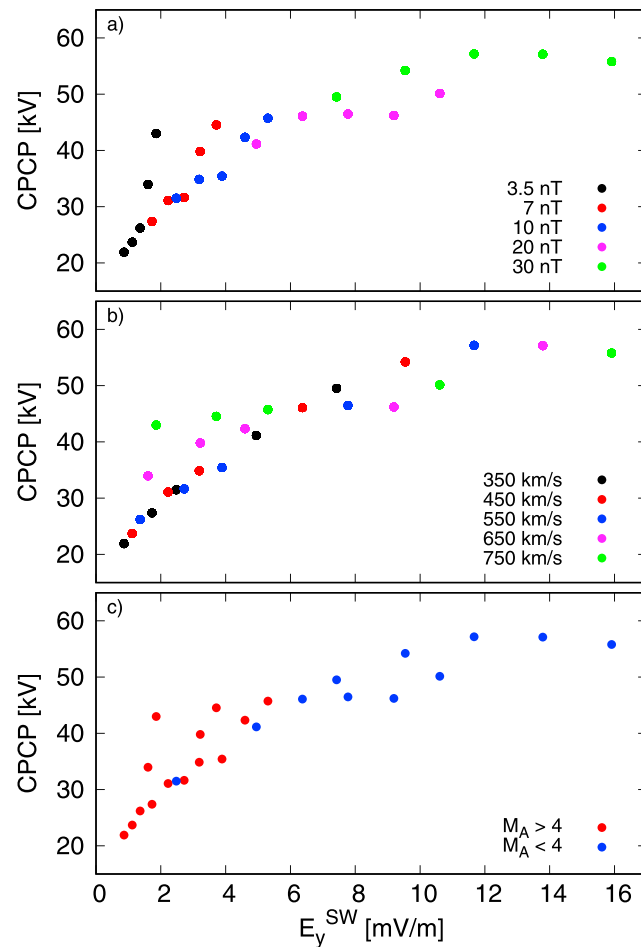 a)
CPCP [kV]
60
50
40
30
20
3.5 nT
7 nT
10 nT
20 nT
30 nT
b)
CPCP [kV]
60
50
40
30
20
350 km/s
450 km/s
550 km/s
650 km/s
750 km/s
c)
CPCP [kV]
60
50
40
30
20
M_A > 4
M_A < 4
0 2 4 6 8 10 12 14 16
E_y^SW [mV/m]